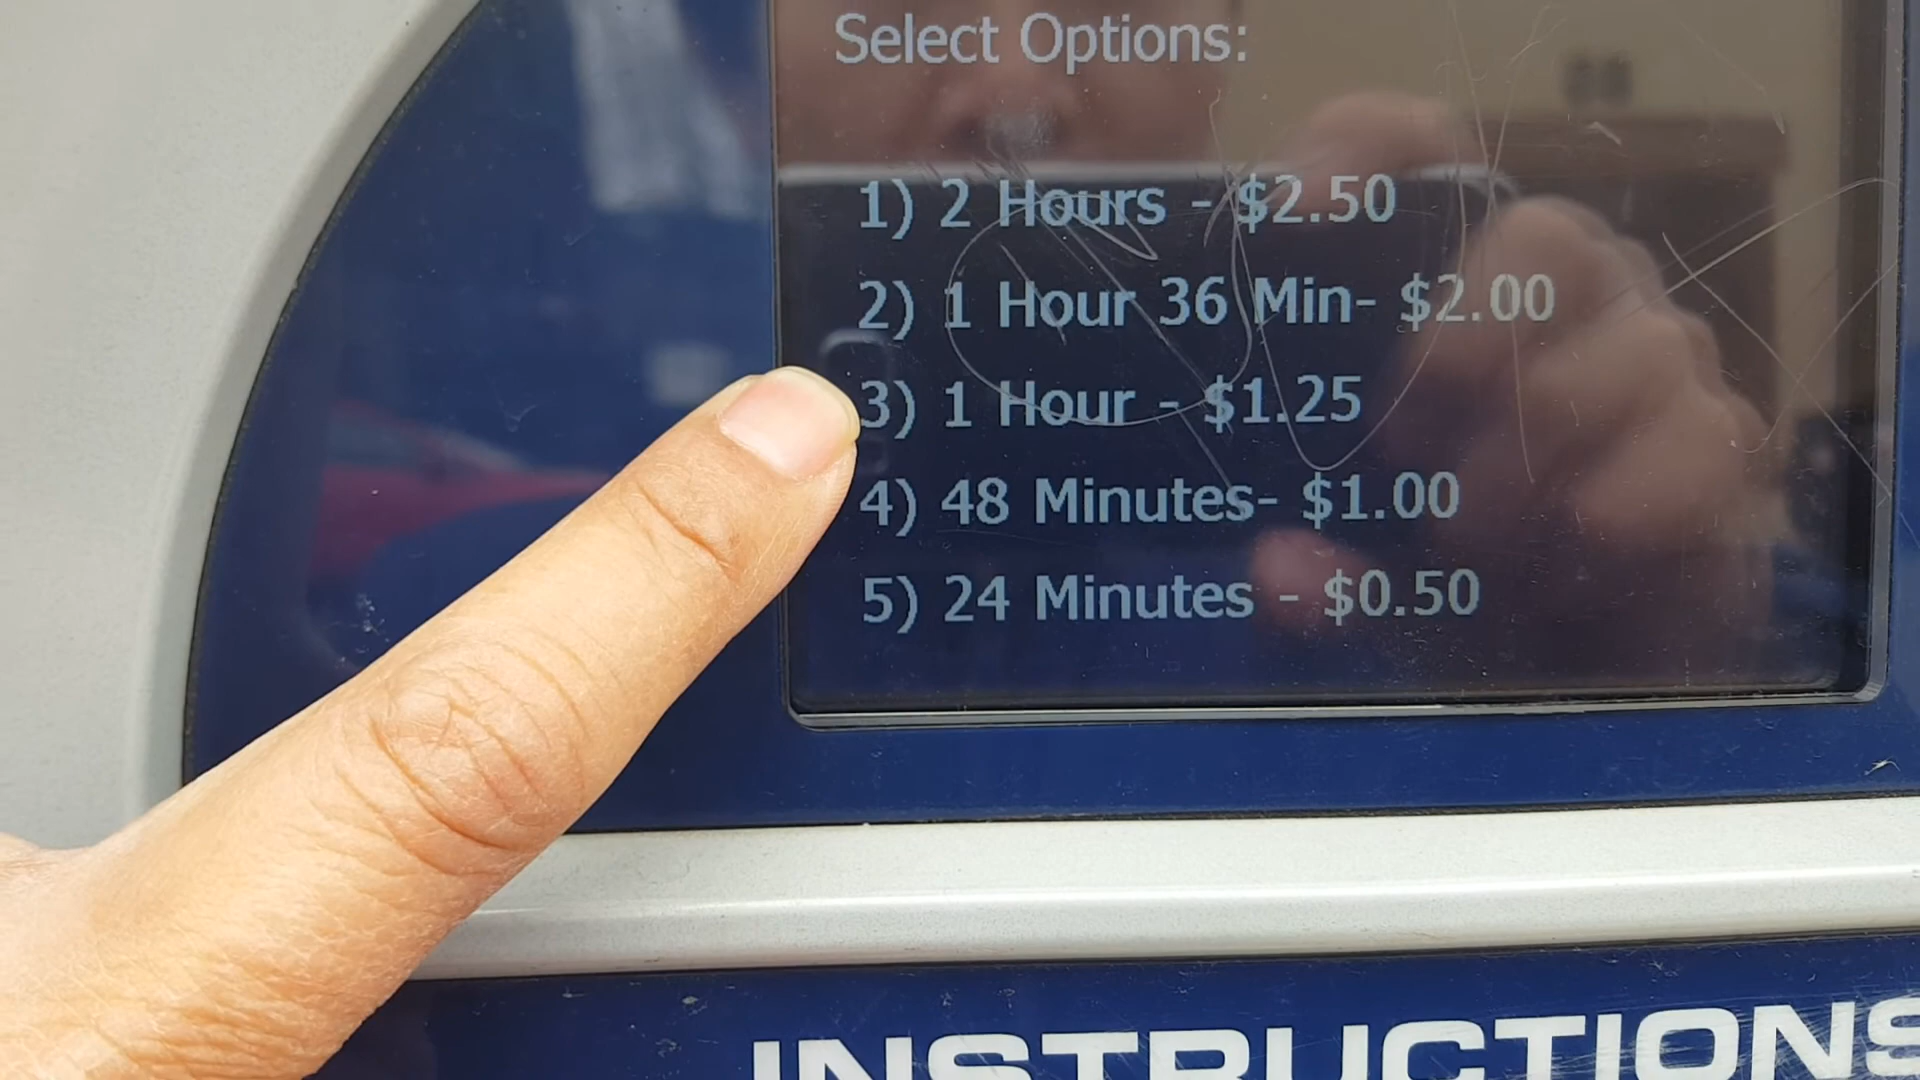 Select Options:
1) 2 Hours - $2.50
2) 1 Hour 36 Min- $2.00
3) 1 Hour - $1.25
4) 48 Minutes- $1.00
5) 24 Minutes - $0.50
INSTRUCTIONS